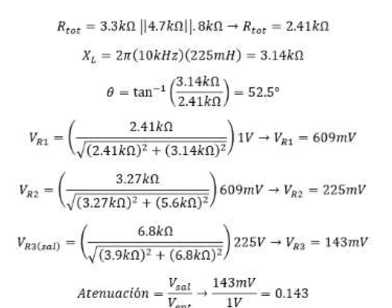 R_tot = 3.3kΩ ||4.7kΩ||.8kΩ → R_tot = 2.41kΩ
X_L = 2π(10kHz)(225mH) = 3.14kΩ
θ = tan⁻¹ (3.14kΩ / 2.41kΩ) = 52.5°
V_R1 = (2.41kΩ / √((2.41kΩ)² + (3.14kΩ)²)) 1V → V_R1 = 609mV
V_R2 = (3.27kΩ / √((3.27kΩ)² + (5.6kΩ)²)) 609mV → V_R2 = 225mV
V_R3(sal) = (6.8kΩ / √((3.9kΩ)² + (6.8kΩ)²)) 225V → V_R3 = 143mV
Atenuación = V_sal / V_ent → 143mV / 1V = 0.143